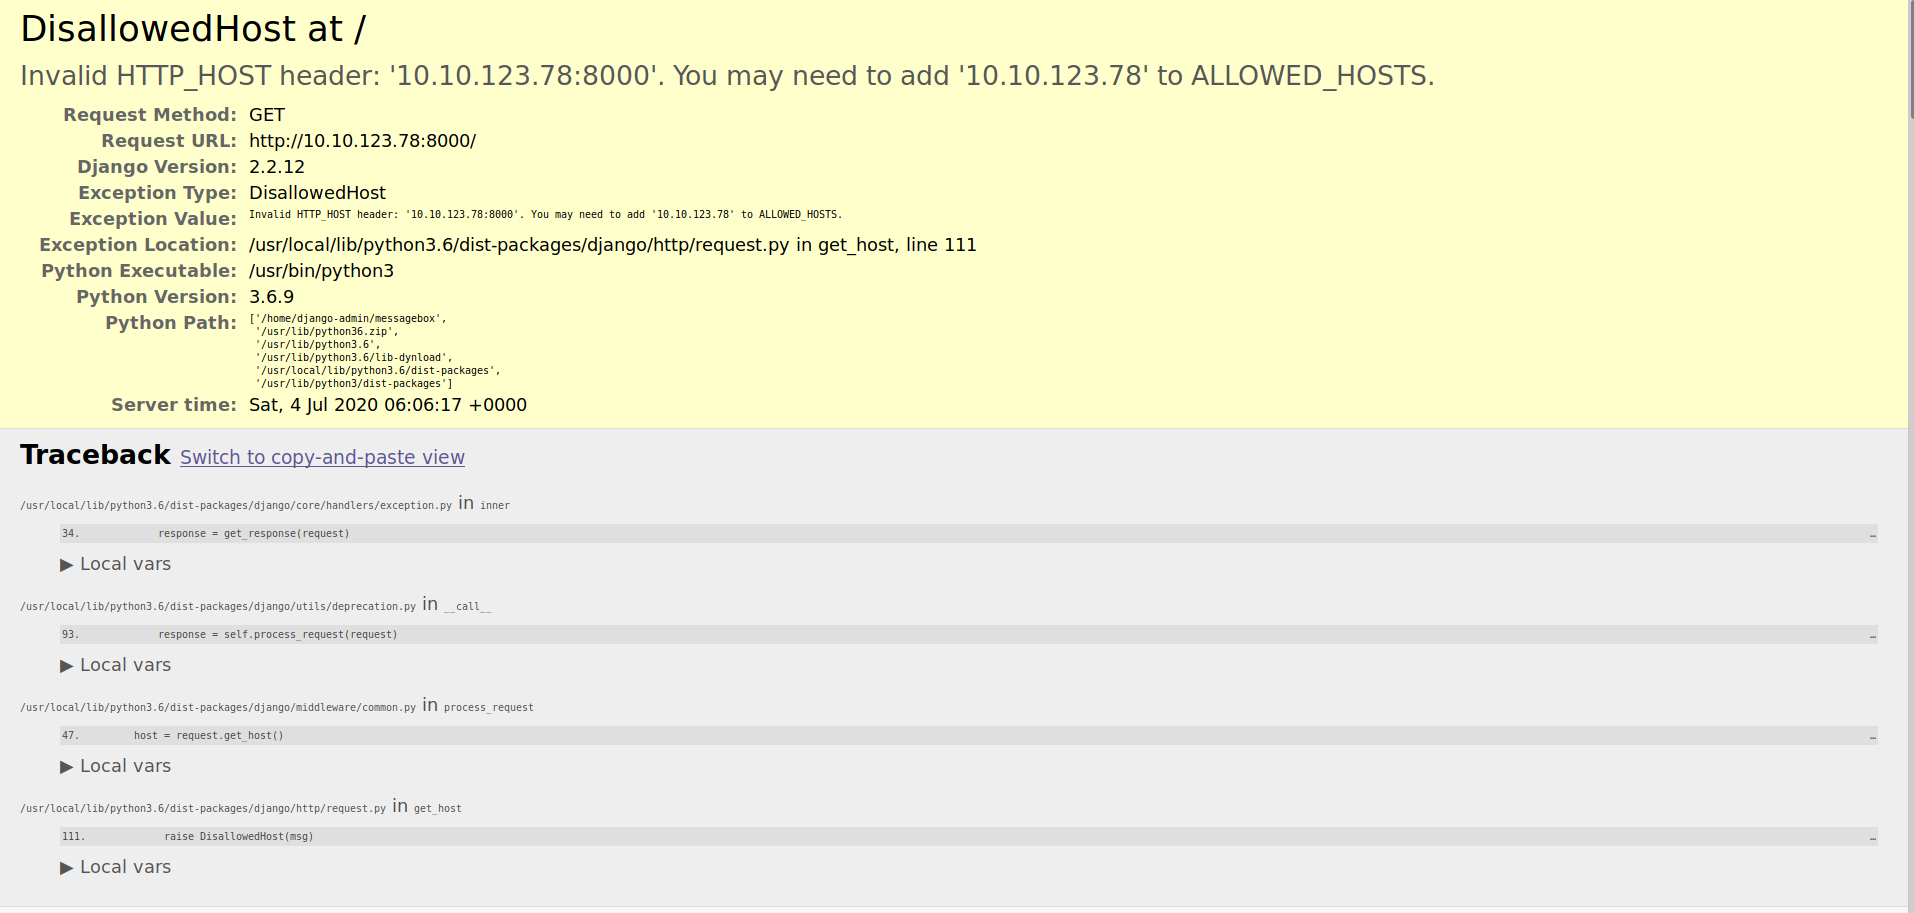 DisallowedHost at /
Invalid HTTP_HOST header: '10.10.123.78:8000'. You may need to add '10.10.123.78' to ALLOWED_HOSTS.
Request Method: GET
Request URL: http://10.10.123.78:8000/
Django Version: 2.2.12
Exception Type: DisallowedHost
Exception Value: Invalid HTTP_HOST header: '10.10.123.78:8000'. You may need to add '10.10.123.78' to ALLOWED_HOSTS.
Exception Location: /usr/local/lib/python3.6/dist-packages/django/http/request.py in get_host, line 111
Python Executable: /usr/bin/python3
Python Version: 3.6.9
Python Path: ['/home/django-admin/messagebox',
'/usr/lib/python36.zip',
'/usr/lib/python3.6',
'/usr/lib/python3.6/lib-dynload',
'/usr/local/lib/python3.6/dist-packages',
'/usr/lib/python3/dist-packages']
Server time: Sat, 4 Jul 2020 06:06:17 +0000
Traceback Switch to copy-and-paste view
/usr/local/lib/python3.6/dist-packages/django/core/handlers/exception.py in inner
34. response = get_response(request) …
▶ Local vars
/usr/local/lib/python3.6/dist-packages/django/utils/deprecation.py in __call__
93. response = self.process_request(request) …
▶ Local vars
/usr/local/lib/python3.6/dist-packages/django/middleware/common.py in process_request
47. host = request.get_host() …
▶ Local vars
/usr/local/lib/python3.6/dist-packages/django/http/request.py in get_host
111. raise DisallowedHost(msg) …
▶ Local vars